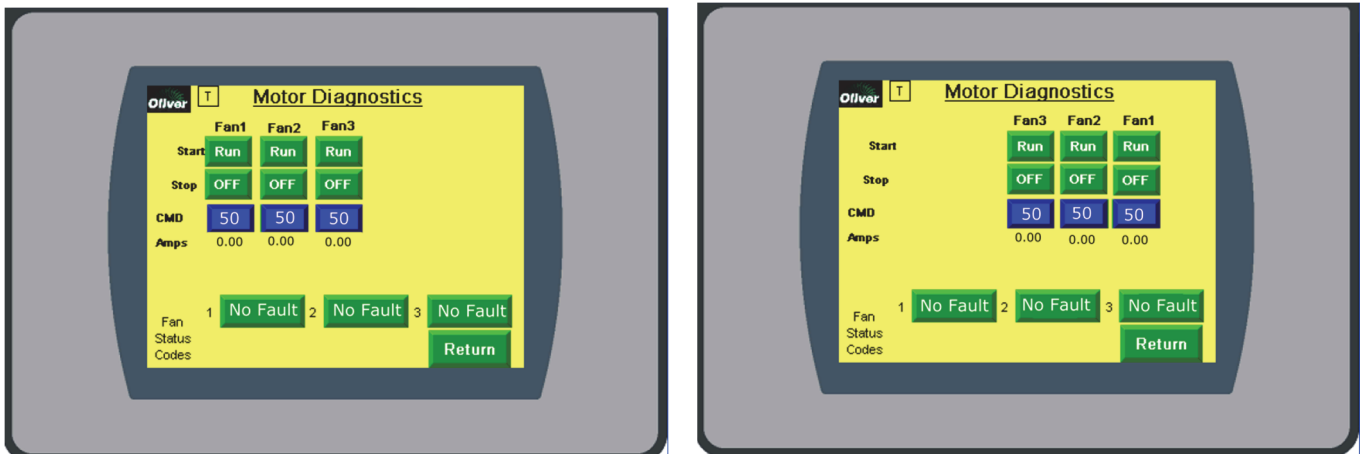 Oliver T Motor Diagnostics
Fan1 Fan2 Fan3
Start Run Run Run
Stop OFF OFF OFF
CMD 50 50 50
Amps 0.00 0.00 0.00
1 No Fault 2 No Fault 3 No Fault
Fan
Status
Codes
Return
Oliver T Motor Diagnostics
Fan3 Fan2 Fan1
Start Run Run Run
Stop OFF OFF OFF
CMD 50 50 50
Amps 0.00 0.00 0.00
1 No Fault 2 No Fault 3 No Fault
Fan
Status
Codes
Return